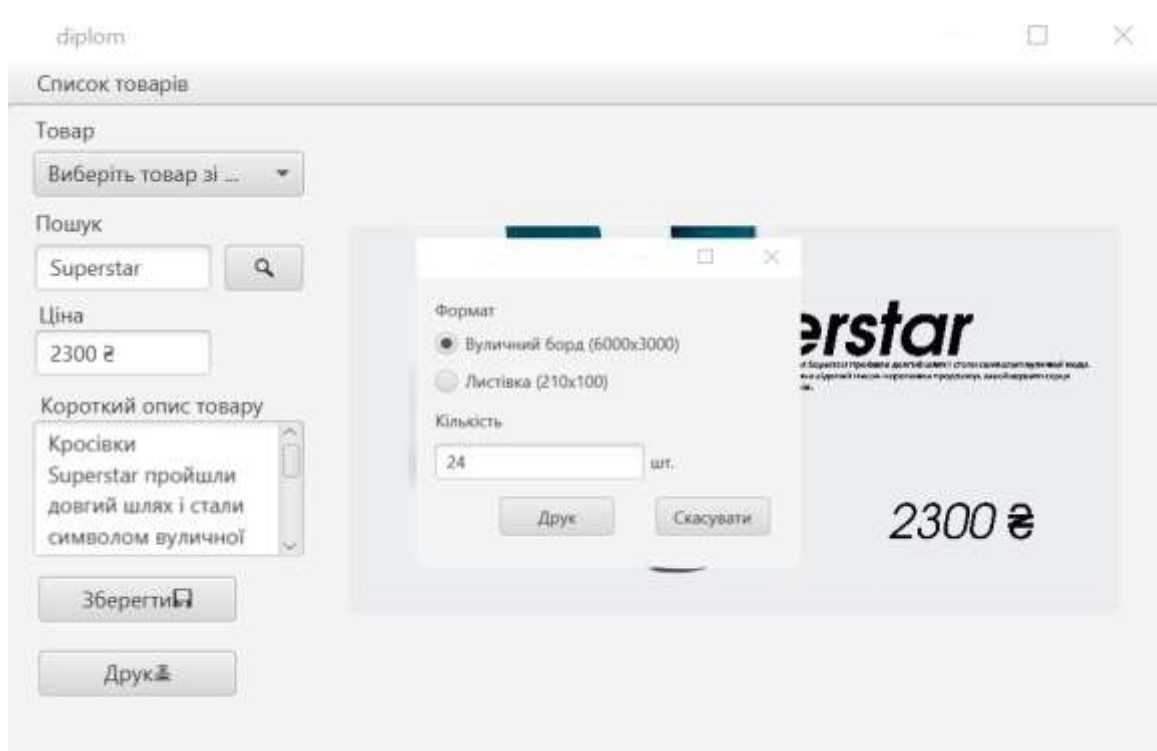 diplom
Список товарів
Товар
Виберіть товар зі ...
Пошук
Superstar
Ціна
2300 ₴
Короткий опис товару
Кросівки
Superstar пройшли
довгий шлях і стали
символом вуличної
Зберегти
Друк
Формат
Вуличний борд (6000x3000)
Листівка (210x100)
Кількість
24 шт.
Друк Скасувати
erstar
2300 ₴